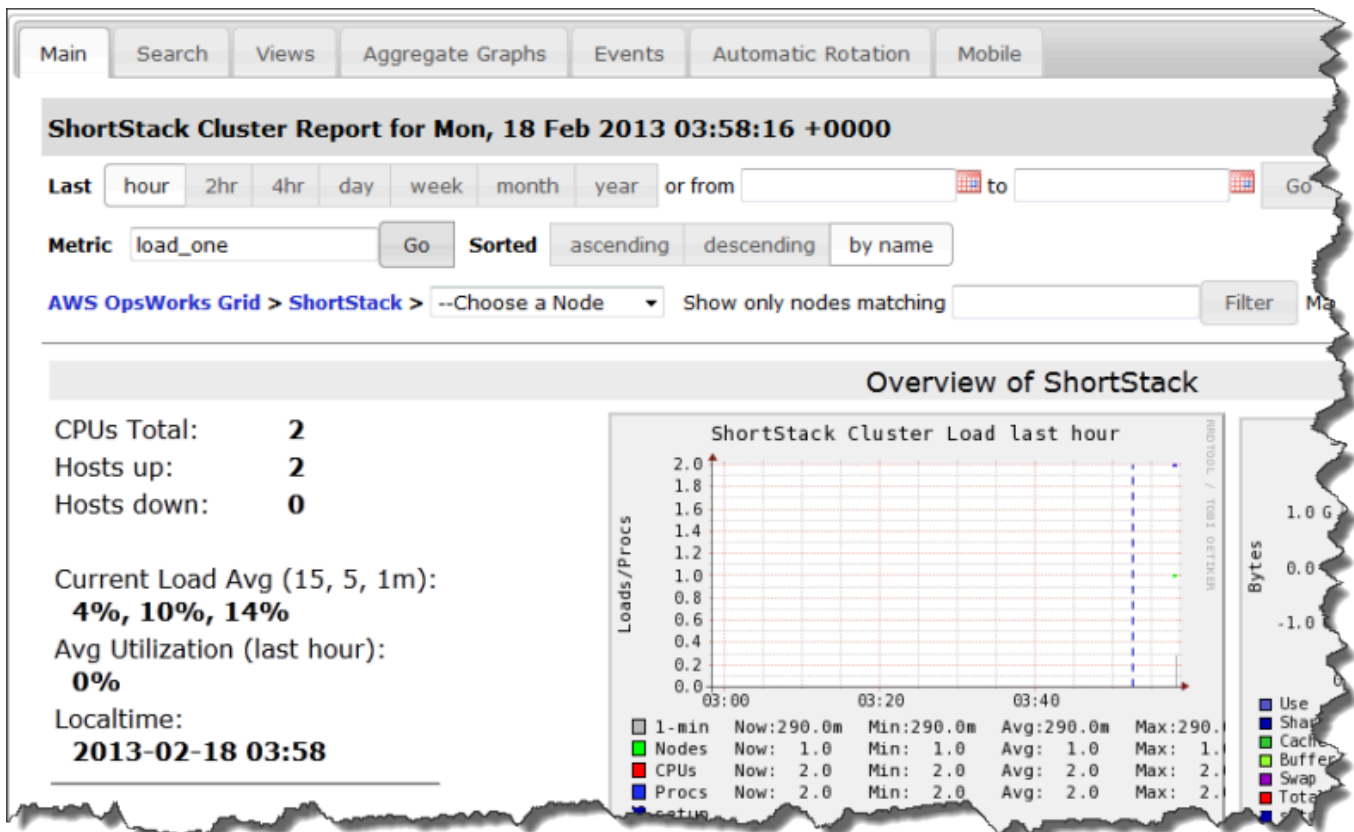 Main Search Views Aggregate Graphs Events Automatic Rotation Mobile
ShortStack Cluster Report for Mon, 18 Feb 2013 03:58:16 +0000
Last hour 2hr 4hr day week month year or from to Go
Metric load_one Go Sorted ascending descending by name
AWS OpsWorks Grid > ShortStack > --Choose a Node Show only nodes matching Filter
Overview of ShortStack
CPUs Total: 2
Hosts up: 2
Hosts down: 0
Current Load Avg (15, 5, 1m):
4%, 10%, 14%
Avg Utilization (last hour):
0%
Localtime:
2013-02-18 03:58
ShortStack Cluster Load last hour
RRDTOOL / TOBI OETIKER
Loads/Procs
2.0
1.8
1.6
1.4
1.2
1.0
0.8
0.6
0.4
0.2
0.0
03:00 03:20 03:40
1-min Now:290.0m Min:290.0m Avg:290.0m Max:290.
Nodes Now: 1.0 Min: 1.0 Avg: 1.0 Max: 1.
CPUs Now: 2.0 Min: 2.0 Avg: 2.0 Max: 2.
Procs Now: 2.0 Min: 2.0 Avg: 2.0 Max: 2.
Bytes
1.0 G
0.0
-1.0
Use
Cache
Buffer
Swap